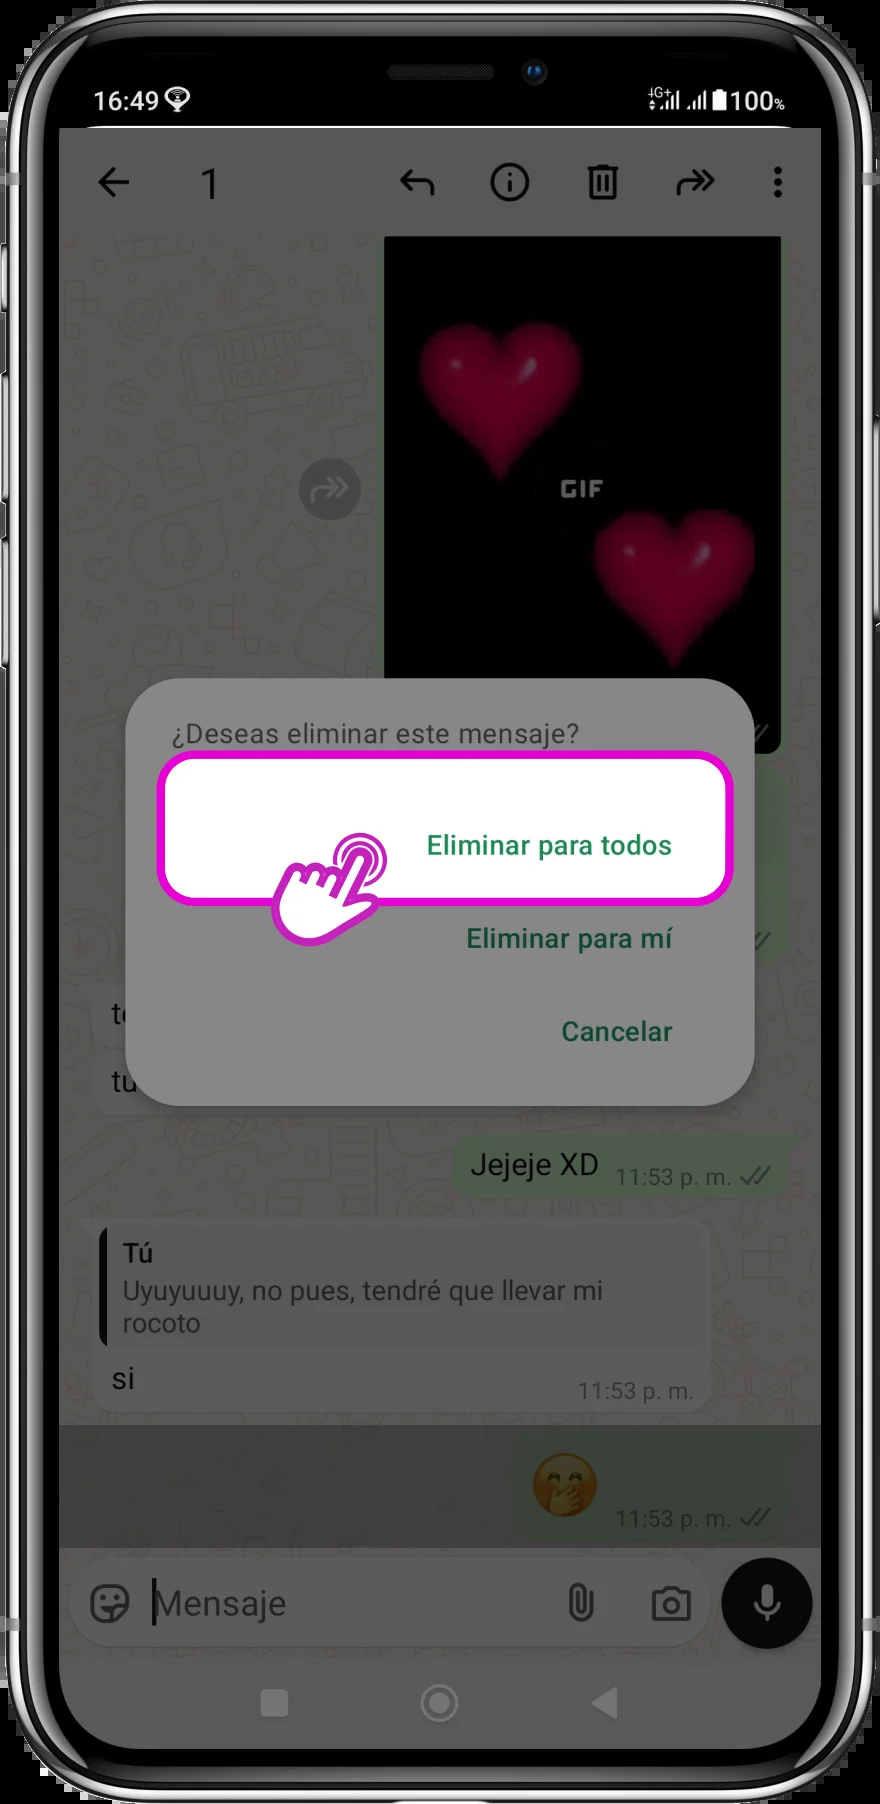 16:49
4G+ 100%
1
GIF
¿Deseas eliminar este mensaje?
Eliminar para todos
Eliminar para mí
Cancelar
tu
Jejeje XD 11:53 p. m.
Tú
Uyuyuuuy, no pues, tendré que llevar mi
rocoto
si
11:53 p. m.
11:53 p. m.
Mensaje